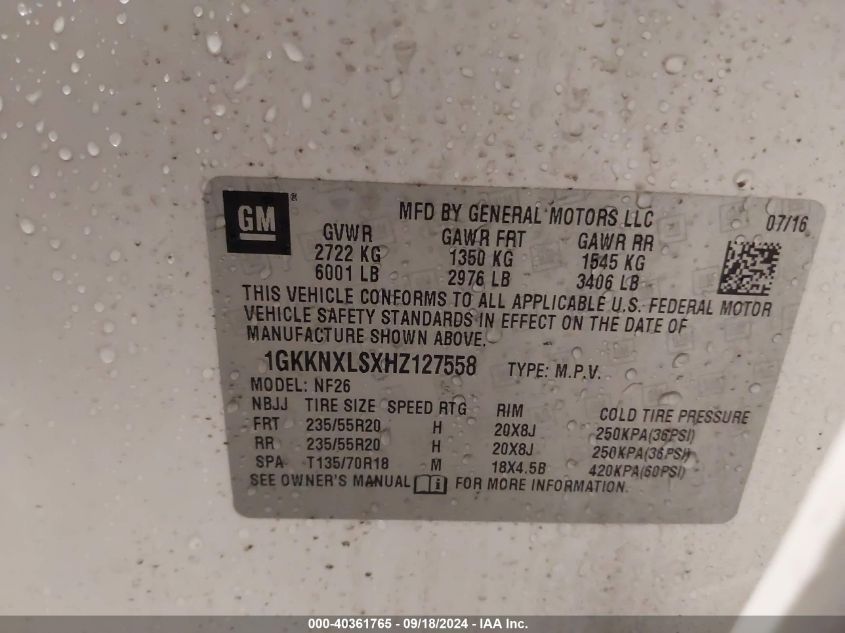 GM ®
MFD BY GENERAL MOTORS LLC
07/16
GVWR GAWR FRT GAWR RR
2722 KG 1350 KG 1545 KG
6001 LB 2976 LB 3406 LB
THIS VEHICLE CONFORMS TO ALL APPLICABLE U.S. FEDERAL MOTOR
VEHICLE SAFETY STANDARDS IN EFFECT ON THE DATE OF
MANUFACTURE SHOWN ABOVE.
1GKKNXLSXHZ127558 TYPE: M.P.V.
MODEL: NF26
NBJJ TIRE SIZE SPEED RTG RIM COLD TIRE PRESSURE
FRT 235/55R20 H 20X8J 250KPA(36PSI)
RR 235/55R20 H 20X8J 250KPA(36PSI)
SPA T135/70R18 M 18X4.5B 420KPA(60PSI)
SEE OWNER'S MANUAL FOR MORE INFORMATION.
000-40361765 - 09/18/2024 - IAA Inc.